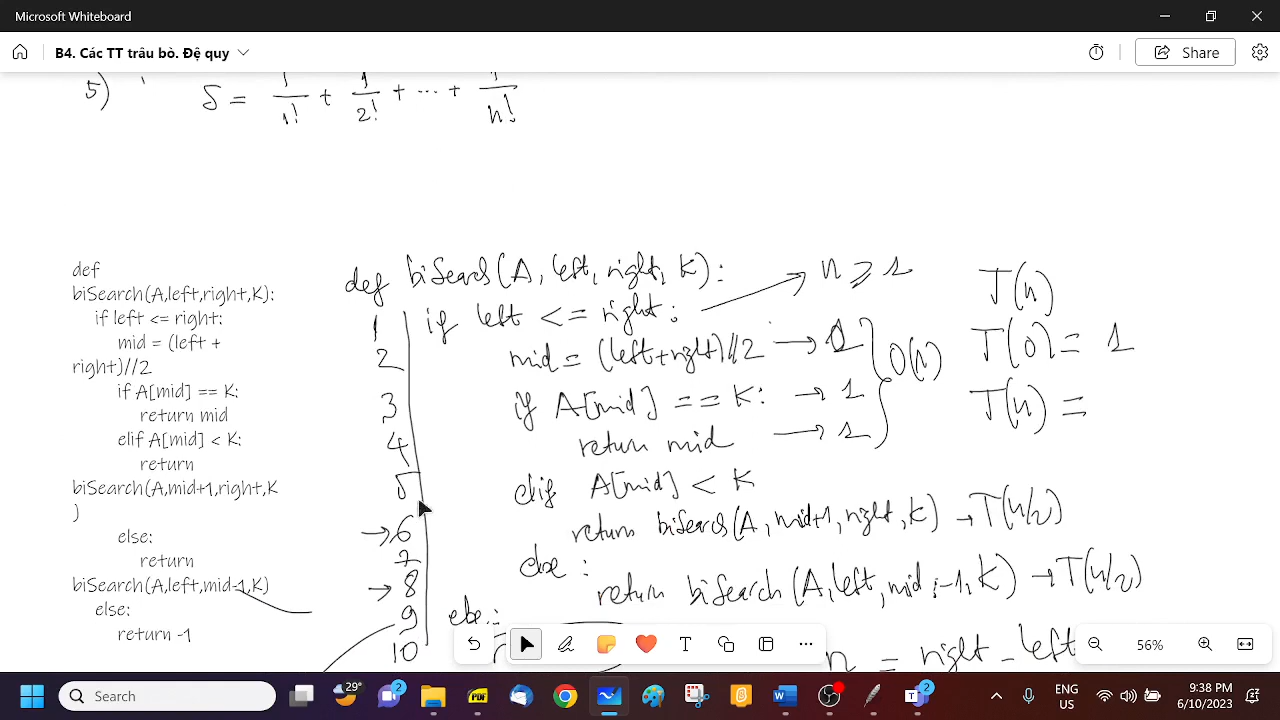 Microsoft Whiteboard
B4. Các TT trâu bò. Đệ quy
Share
5) S = 1/1! + 1/2! + ... + 1/n!
def
biSearch(A,left,right,K):
if left <= right:
mid = (left +
right)//2
if A[mid] == K:
return mid
elif A[mid] < K:
return
biSearch(A,mid+1,right,K
)
else:
return
biSearch(A,left,mid-1,K)
else:
return -1
def biSearch(A, left, right, K):
1 if left <= right: → n ≥ 1
2 mid = (left+right)//2 → 1
3 if A[mid] == K: → 1
4 return mid → 1
5 elif A[mid] < K
→ 6 return biSearch(A, mid+1, right, K) → T(n/2)
7 else :
→ 8 return biSearch (A, left, mid -1, K) → T(n/2)
9 else:
10
O(1)
T(n)
T(0) = 1
T(n) =
n = right - left
56%
Search
29°
2
PDF
2
ENG
US
9:38 PM
6/10/2023